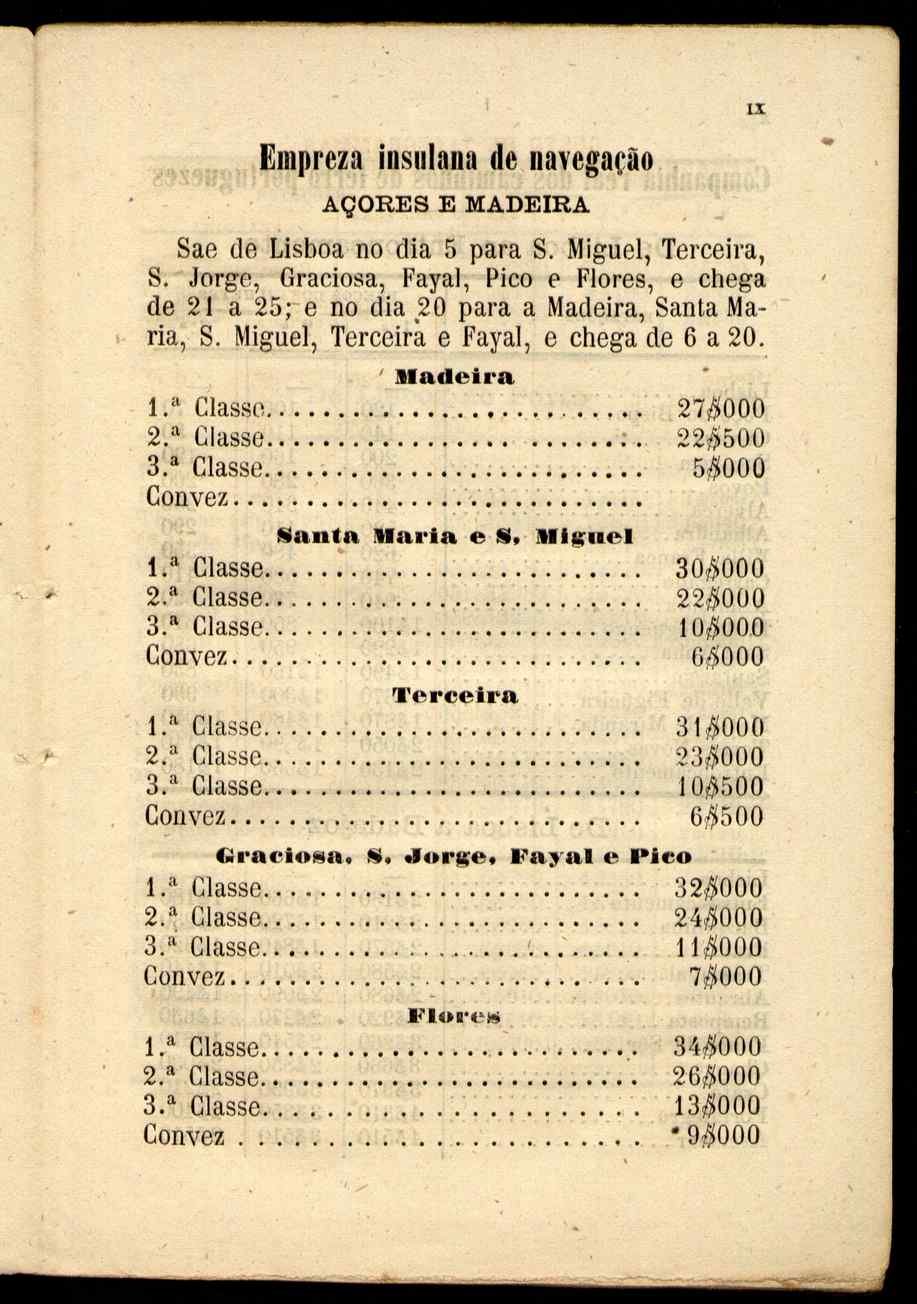 IX
Empreza insulana de navegação
AÇORES E MADEIRA
Sae de Lisboa no dia 5 para S. Miguel, Terceira,
S. Jorge, Graciosa, Fayal, Pico e Flores, e chega
de 21 a 25; e no dia 20 para a Madeira, Santa Ma-
ria, S. Miguel, Terceira e Fayal, e chega de 6 a 20.
Madeira
1.ª Classe.......................... 27$000
2.ª Classe.......................... 22$500
3.ª Classe.......................... 5$000
Convez............................
Santa Maria e S. Miguel
1.ª Classe.......................... 30$000
2.ª Classe.......................... 22$000
3.ª Classe.......................... 10$000
Convez............................ 6$000
Terceira
1.ª Classe.......................... 31$000
2.ª Classe.......................... 23$000
3.ª Classe.......................... 10$500
Convez............................ 6$500
Graciosa, S. Jorge, Fayal e Pico
1.ª Classe.......................... 32$000
2.ª Classe.......................... 24$000
3.ª Classe.......................... 11$000
Convez............................ 7$000
Flores
1.ª Classe.......................... 34$000
2.ª Classe.......................... 26$000
3.ª Classe.......................... 13$000
Convez ........................... 9$000